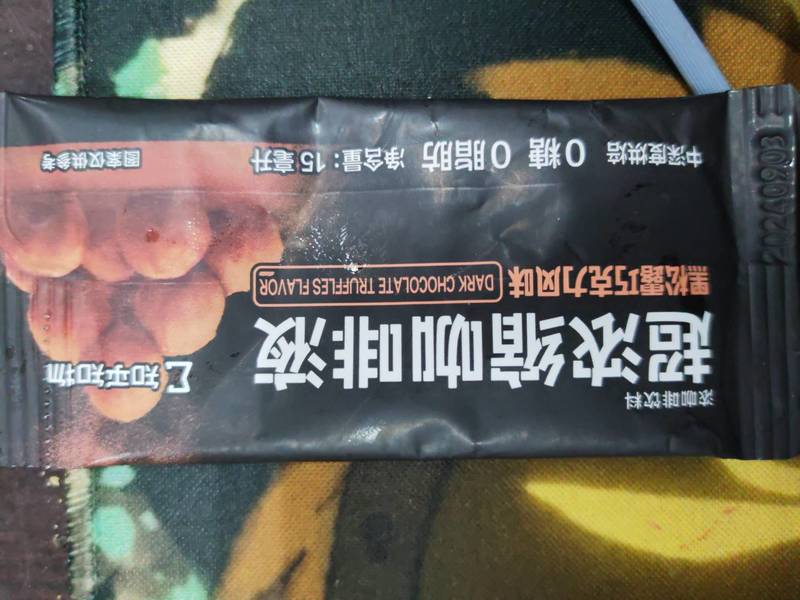 浓咖啡饮料
超浓缩咖啡液
知乎知物
黑松露巧克力风味
DARK CHOCOLATE TRUFFLES FLAVOR
中深度烘焙 0糖 0脂肪 净含量：15毫升
图案仅供参考
20240903